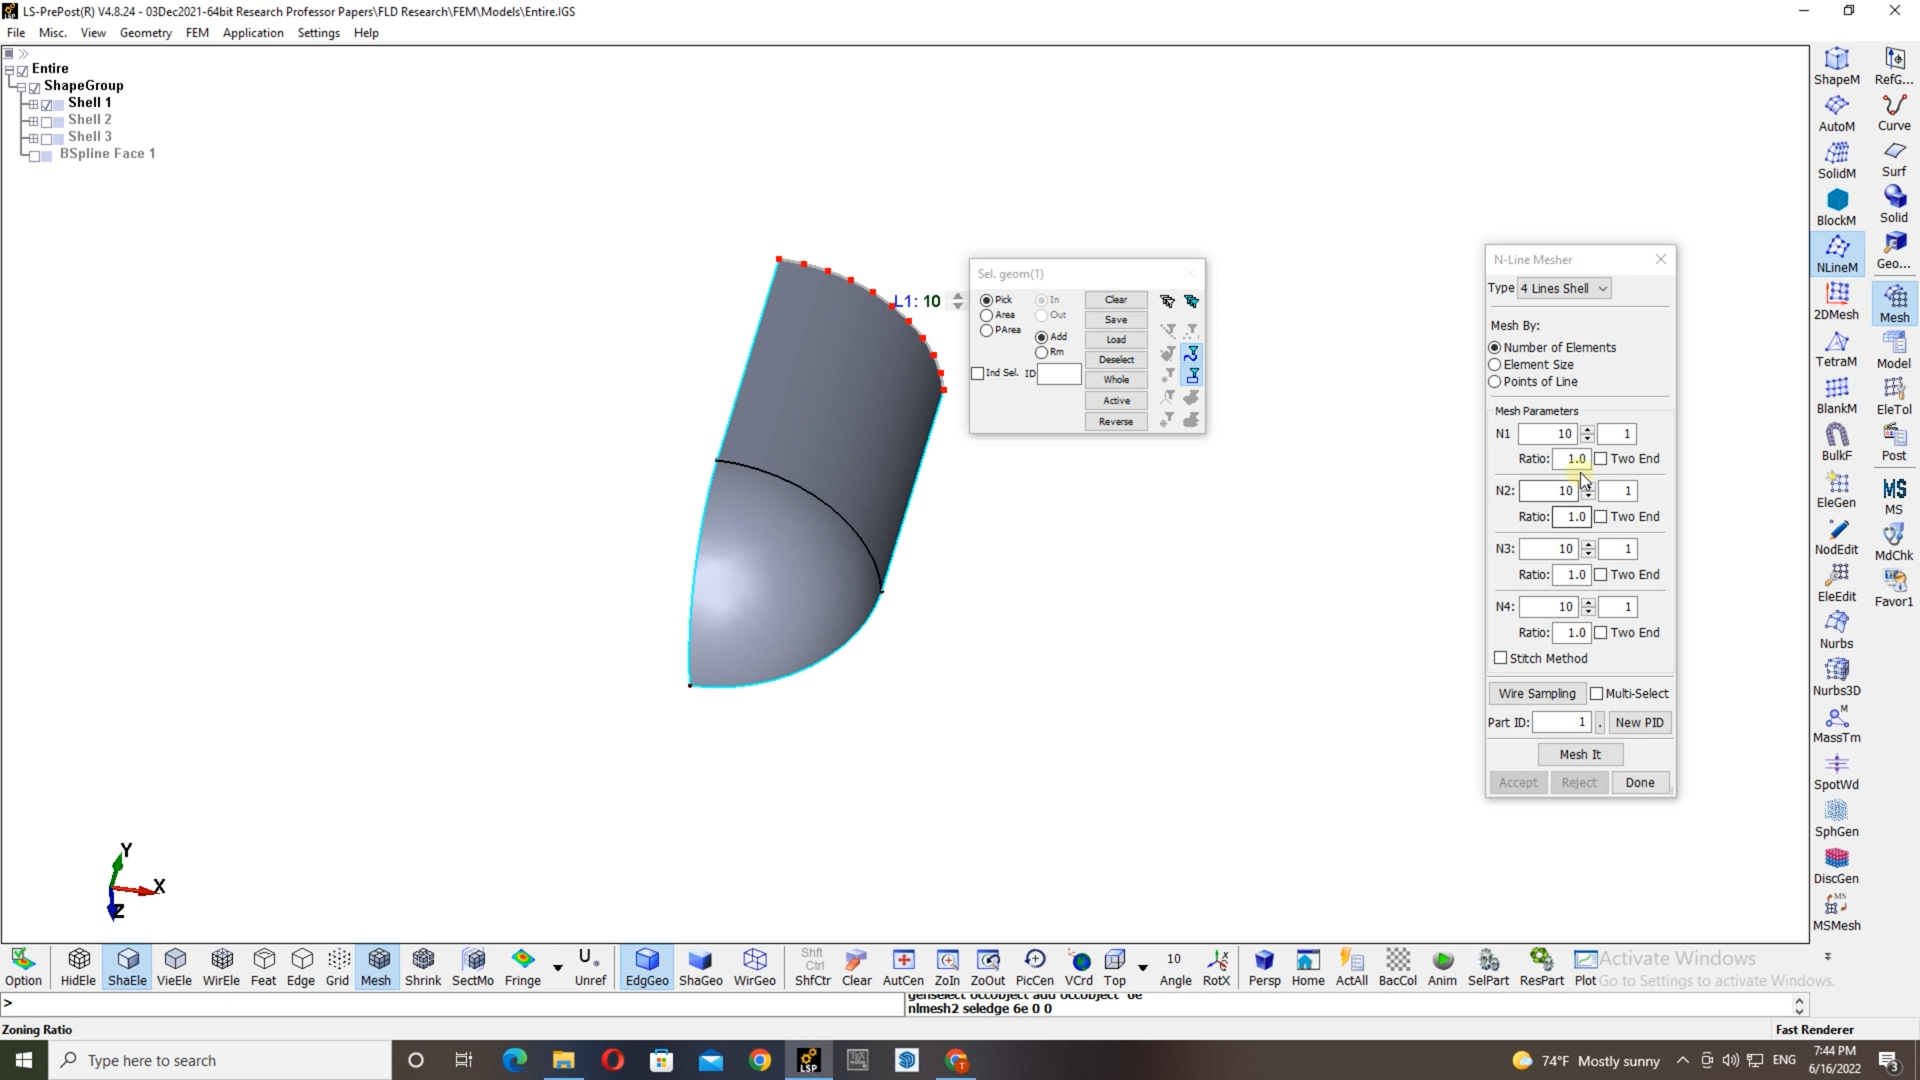 LS-PrePost(R) V4.8.24 - 03Dec2021-64bit Research Professor Papers\FLD Research\FEM\Models\Entire.IGS
File Misc. View Geometry FEM Application Settings Help
Entire
ShapeGroup
Shell 1
Shell 2
Shell 3
BSpline Face 1
L1: 10
Sel. geom(1)
Pick In Clear
Area Out Save
PArea Add Load
Rm Deselect
Ind Sel. ID Whole
Active
Reverse
N-Line Mesher
Type 4 Lines Shell
Mesh By:
Number of Elements
Element Size
Points of Line
Mesh Parameters
N1 10 1
Ratio: 1.0 Two End
N2: 10 1
Ratio: 1.0 Two End
N3: 10 1
Ratio: 1.0 Two End
N4: 10 1
Ratio: 1.0 Two End
Stitch Method
Wire Sampling Multi-Select
Part ID: 1 . New PID
Mesh It
Accept Reject Done
ShapeM RefG...
AutoM Curve
SolidM Surf
BlockM Solid
NLineM Geo...
2DMesh Mesh
TetraM Model
BlankM EleTol
BulkF Post
EleGen MS
NodEdit MdChk
EleEdit Favor1
Nurbs
Nurbs3D
MassTm
SpotWd
SphGen
DiscGen
MSMesh
Y
X
Z
Option HidEle ShaEle VieEle WirEle Feat Edge Grid Mesh Shrink SectMo Fringe Unref EdgGeo ShaGeo WirGeo ShfCtr Clear AutCen ZoIn ZoOut PicCen VCrd Top Angle RotX Persp Home ActAll BacCol Anim SelPart ResPart Plot
Shft
Ctrl
10
Activate Windows
Go to Settings to activate Windows.
>
genselect occobject add occobject 6e
nlmesh2 seledge 6e 0 0
Zoning Ratio
Fast Renderer
Type here to search
LSP
74°F Mostly sunny
ENG
7:44 PM
6/16/2022
3